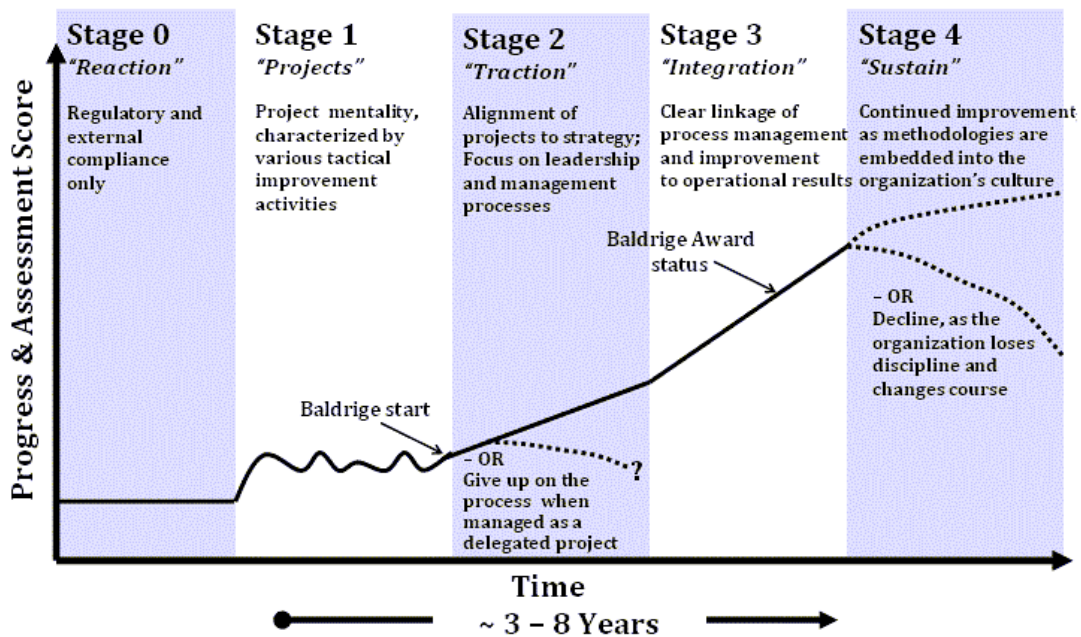 Stage 0
"Reaction"
Regulatory and
external
compliance
only
Stage 1
"Projects"
Project mentality,
characterized by
various tactical
improvement
activities
Stage 2
"Traction"
Alignment of
projects to strategy;
Focus on leadership
and management
processes
Stage 3
"Integration"
Clear linkage of
process management
and improvement
to operational results
Stage 4
"Sustain"
Continued improvement,
as methodologies are
embedded into the
organization's culture
Progress & Assessment Score
Baldrige Award
status
– OR
Decline, as the
organization loses
discipline and
changes course
Baldrige start
– OR
Give up on the
process when
managed as a
delegated project
?
Time
~ 3 – 8 Years